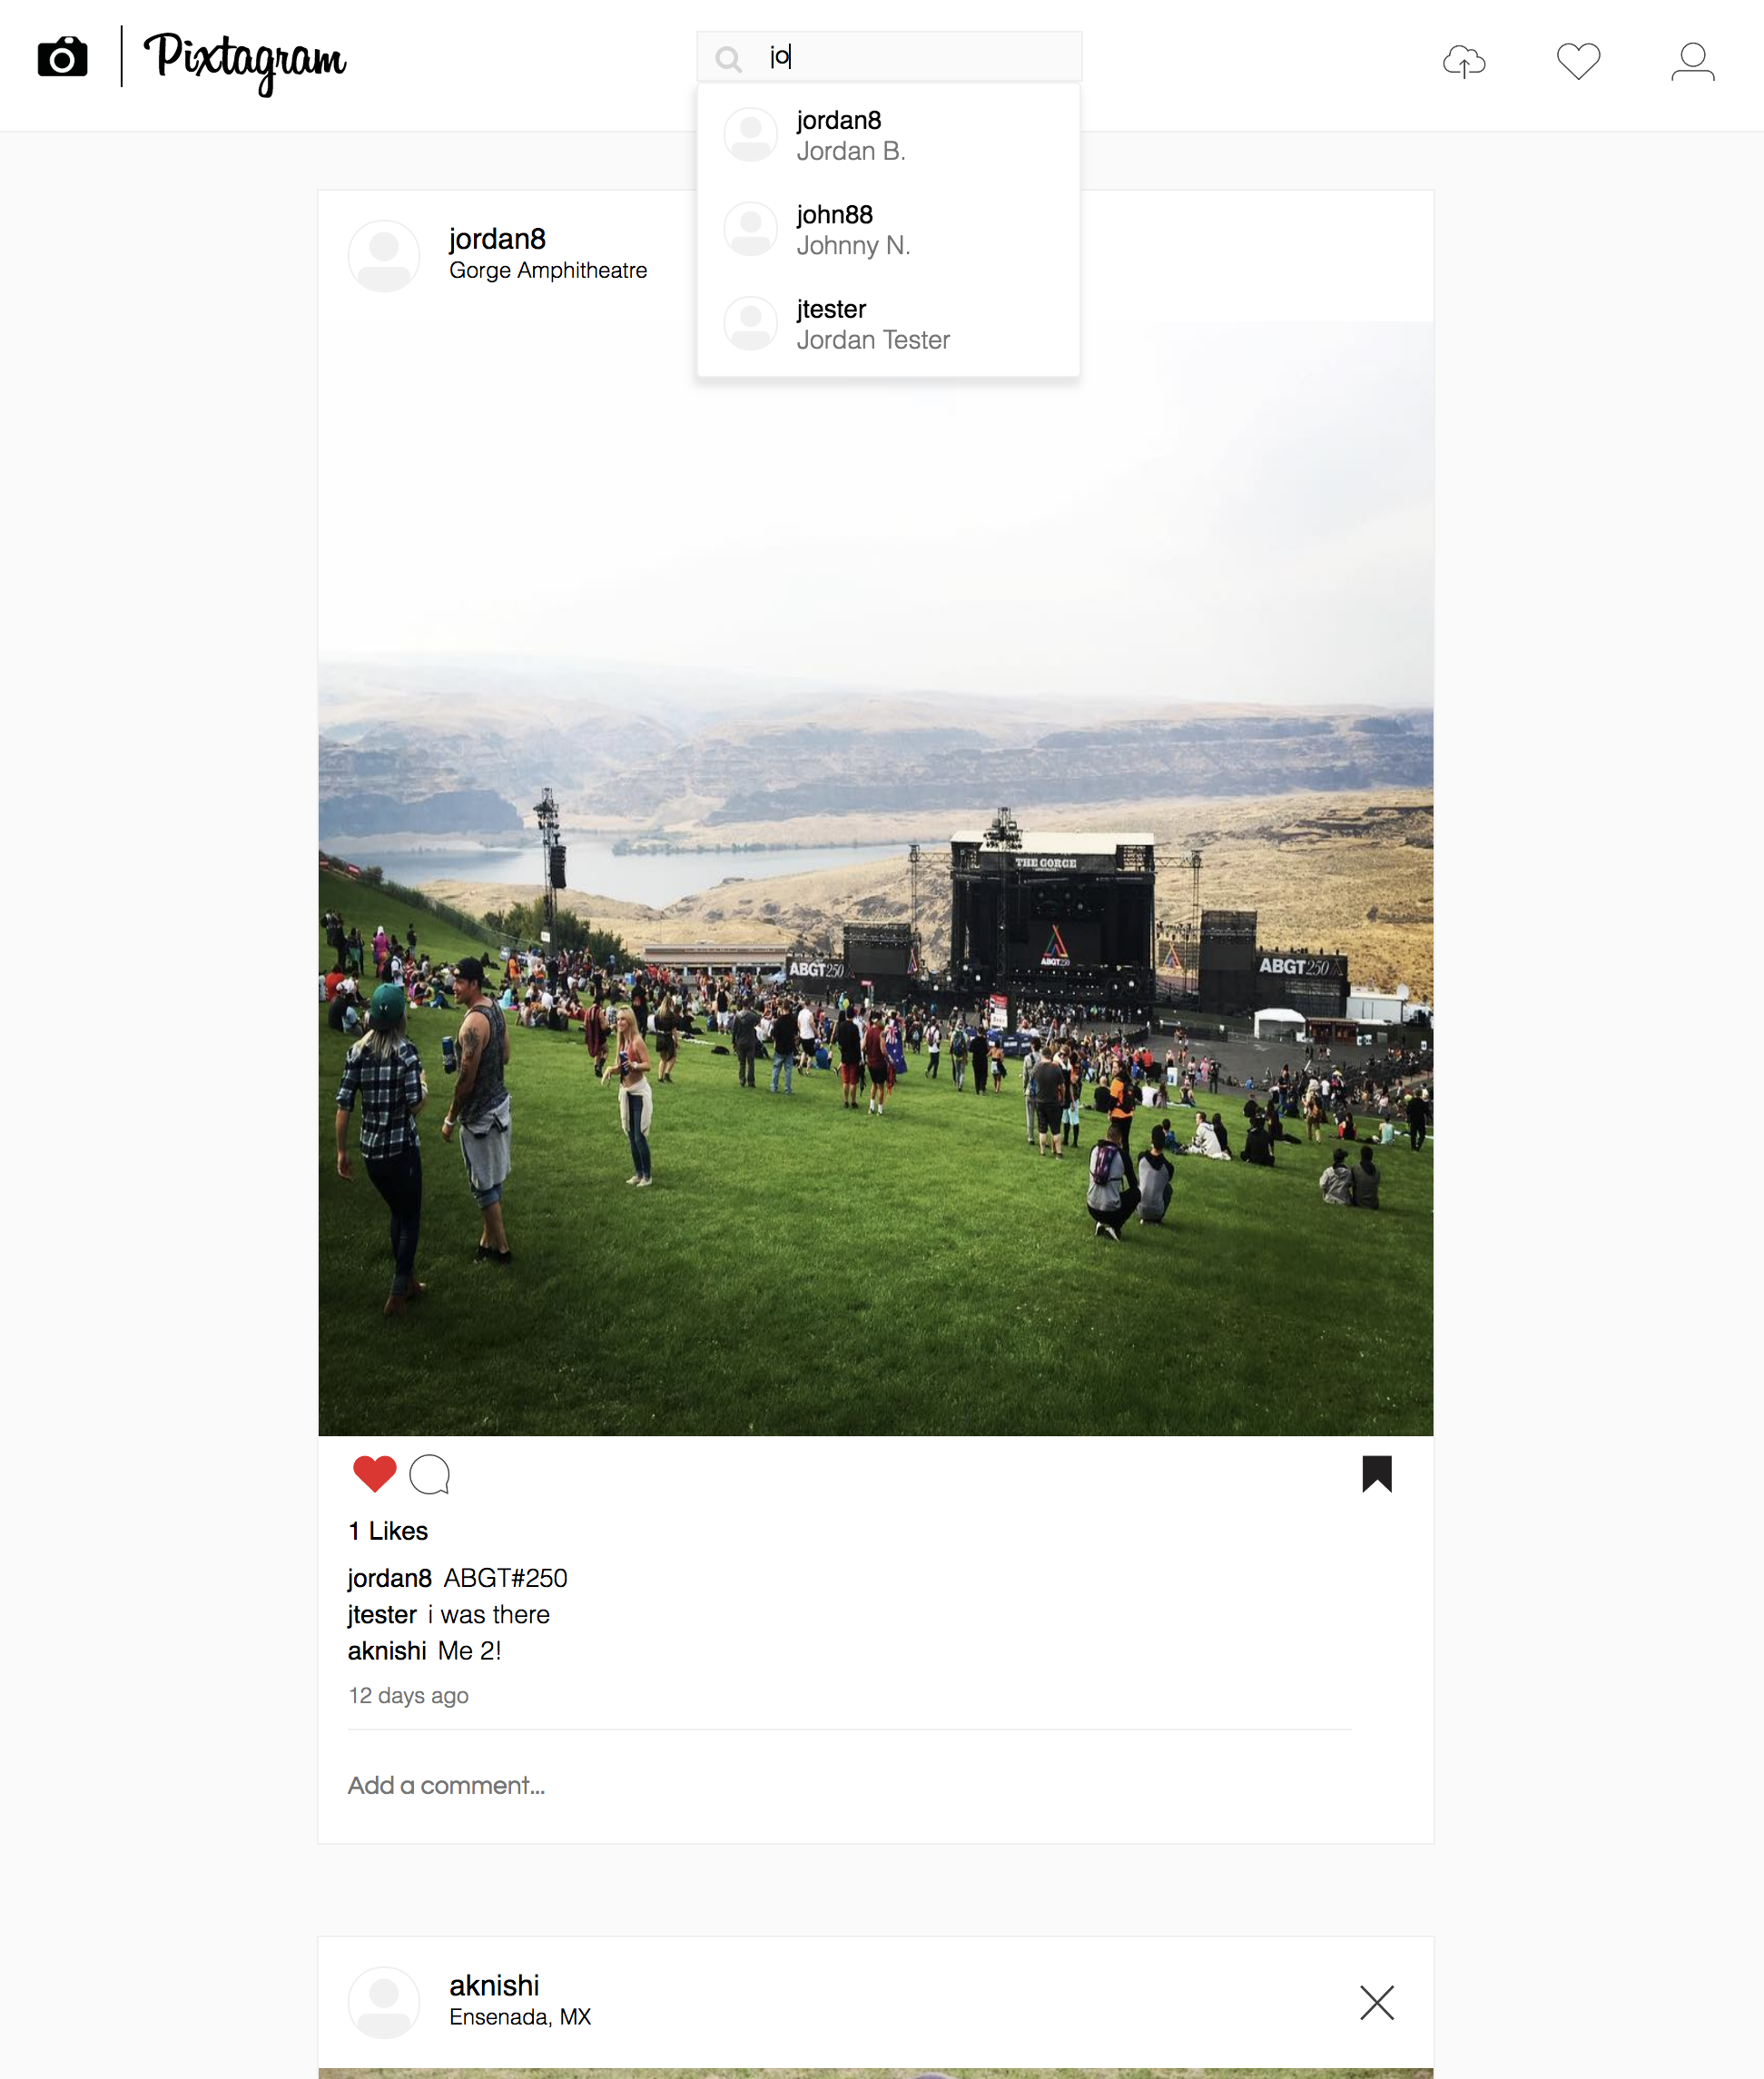 Pixtagram
jo
jordan8
Jordan B.
john88
Johnny N.
jtester
Jordan Tester
jordan8
Gorge Amphitheatre
THE GORGE
ABGT250
ABGT250
ABGT250
1 Likes
jordan8 ABGT#250
jtester i was there
aknishi Me 2!
12 days ago
Add a comment...
aknishi
Ensenada, MX